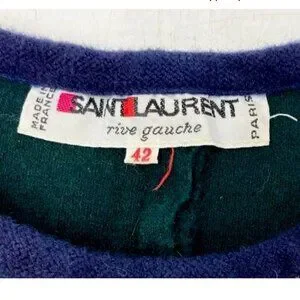 MADE IN
FRANCE
SAINT LAURENT
rive gauche
PARIS
42